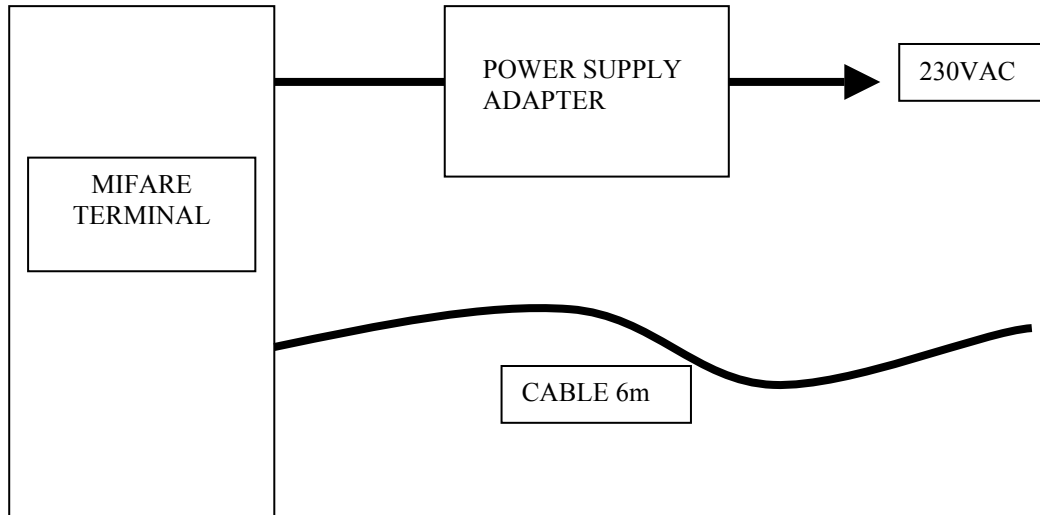 POWER SUPPLY
ADAPTER
230VAC
MIFARE
TERMINAL
CABLE 6m